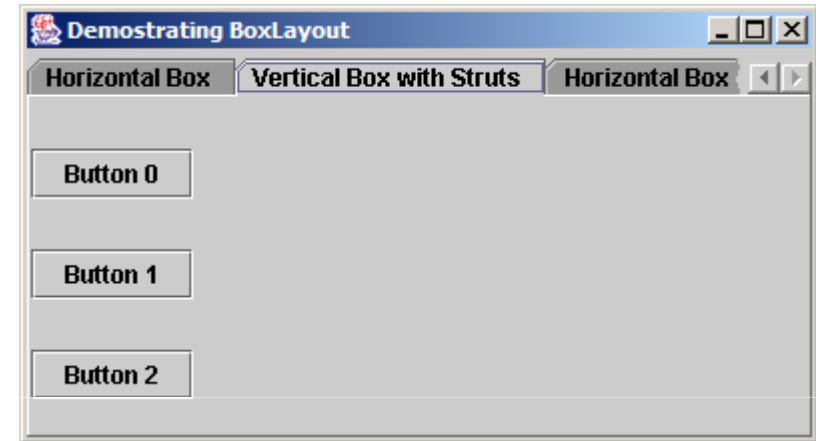 Demostrating BoxLayout
Horizontal Box Vertical Box with Struts Horizontal Box
Button 0
Button 1
Button 2